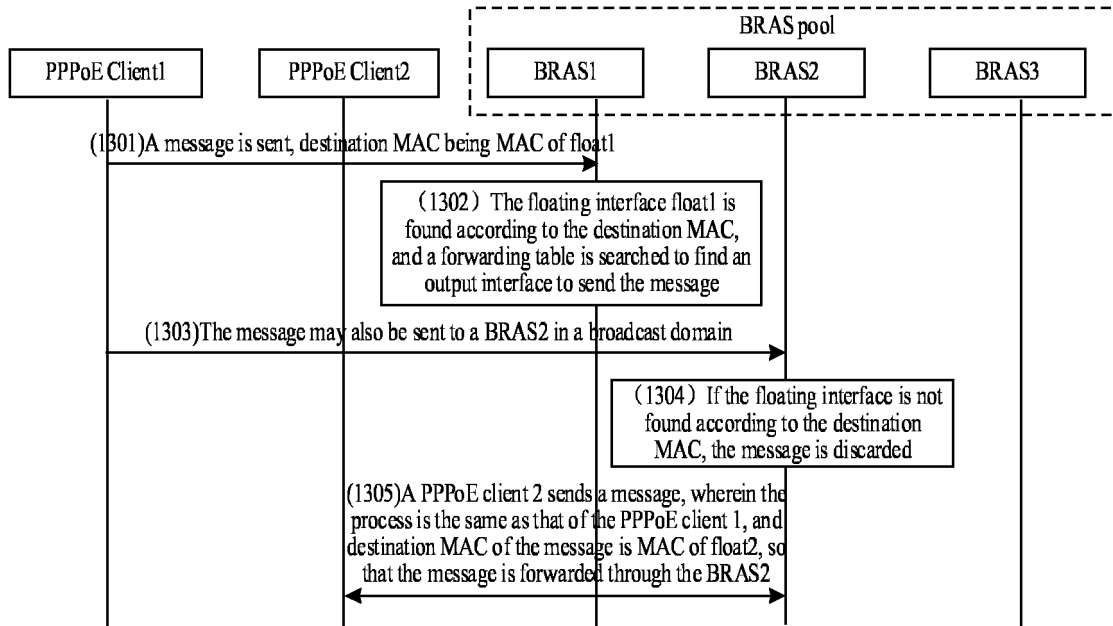 BRAS pool
PPPoE Client1
PPPoE Client2
BRAS1
BRAS2
BRAS3
(1301)A message is sent, destination MAC being MAC of float1
（1302）The floating interface float1 is
found according to the destination MAC,
and a forwarding table is searched to find an
output interface to send the message
(1303)The message may also be sent to a BRAS2 in a broadcast domain
（1304）If the floating interface is not
found according to the destination
MAC, the message is discarded
(1305)A PPPoE client 2 sends a message, wherein the
process is the same as that of the PPPoE client 1, and
destination MAC of the message is MAC of float2, so
that the message is forwarded through the BRAS2